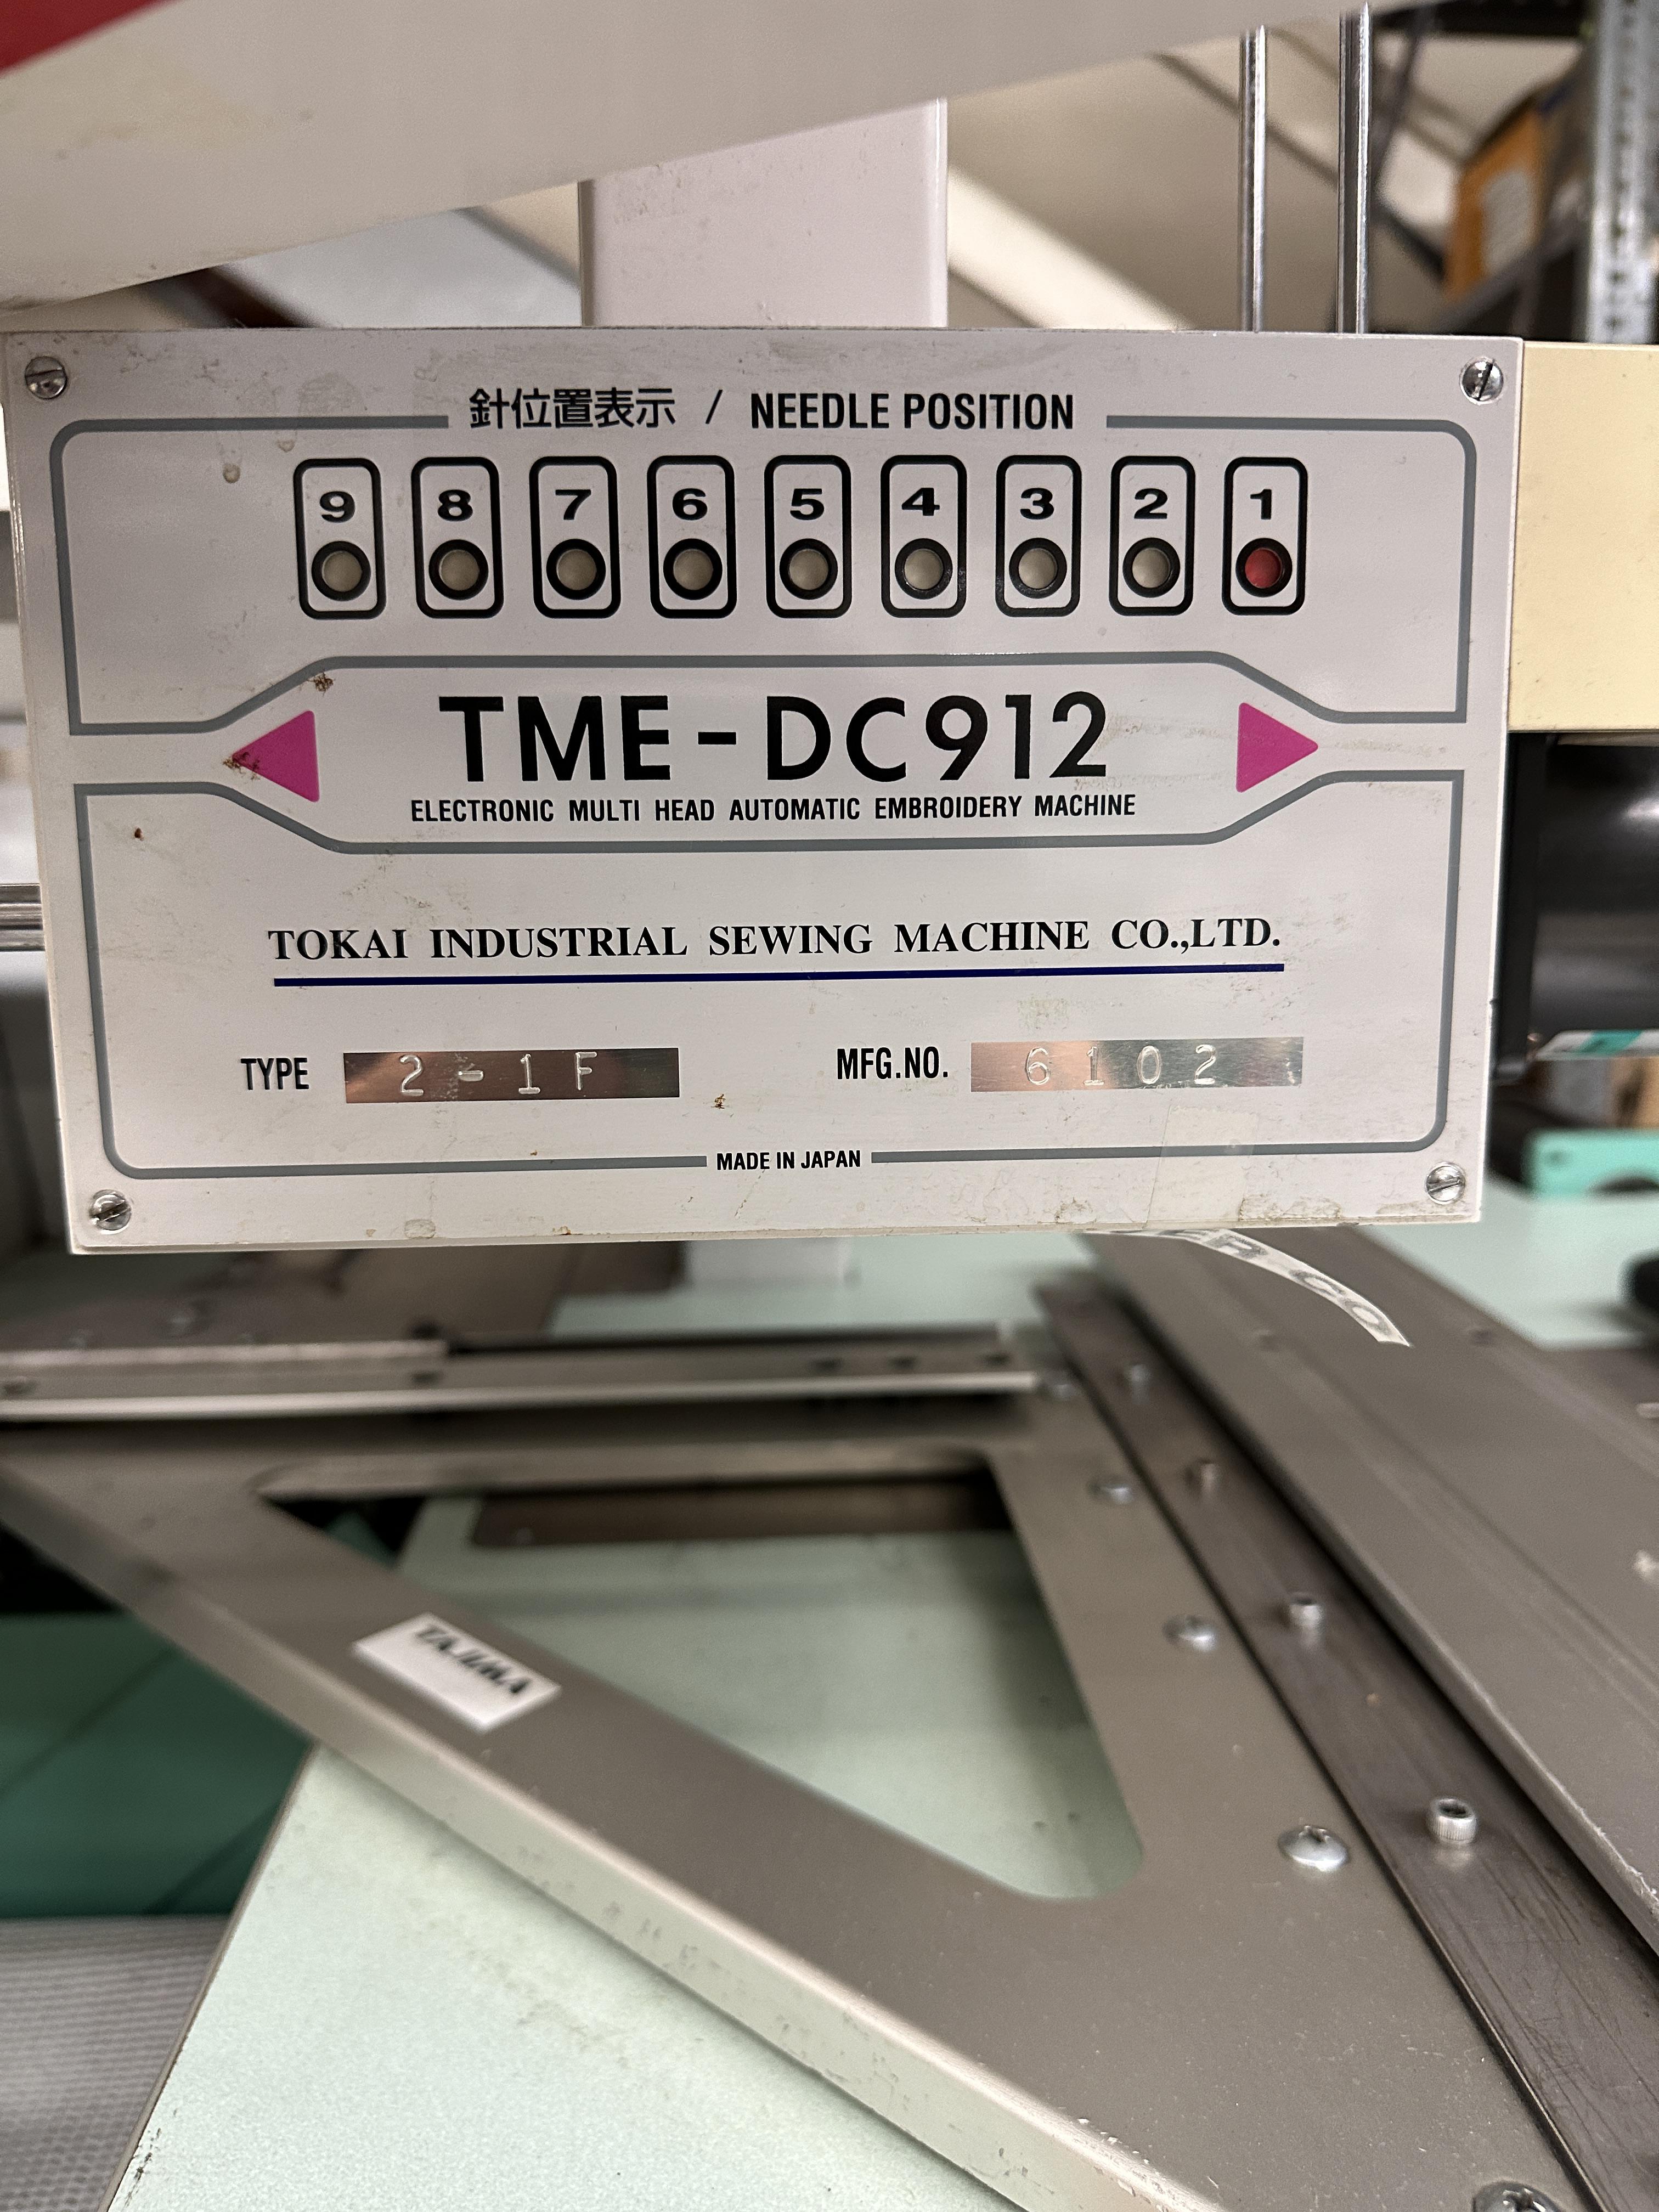 針位置表示 / NEEDLE POSITION
9 8 7 6 5 4 3 2 1
TME-DC912
ELECTRONIC MULTI HEAD AUTOMATIC EMBROIDERY MACHINE
TOKAI INDUSTRIAL SEWING MACHINE CO.,LTD.
TYPE 2-1F MFG.NO. 6102
MADE IN JAPAN
TAJIMA